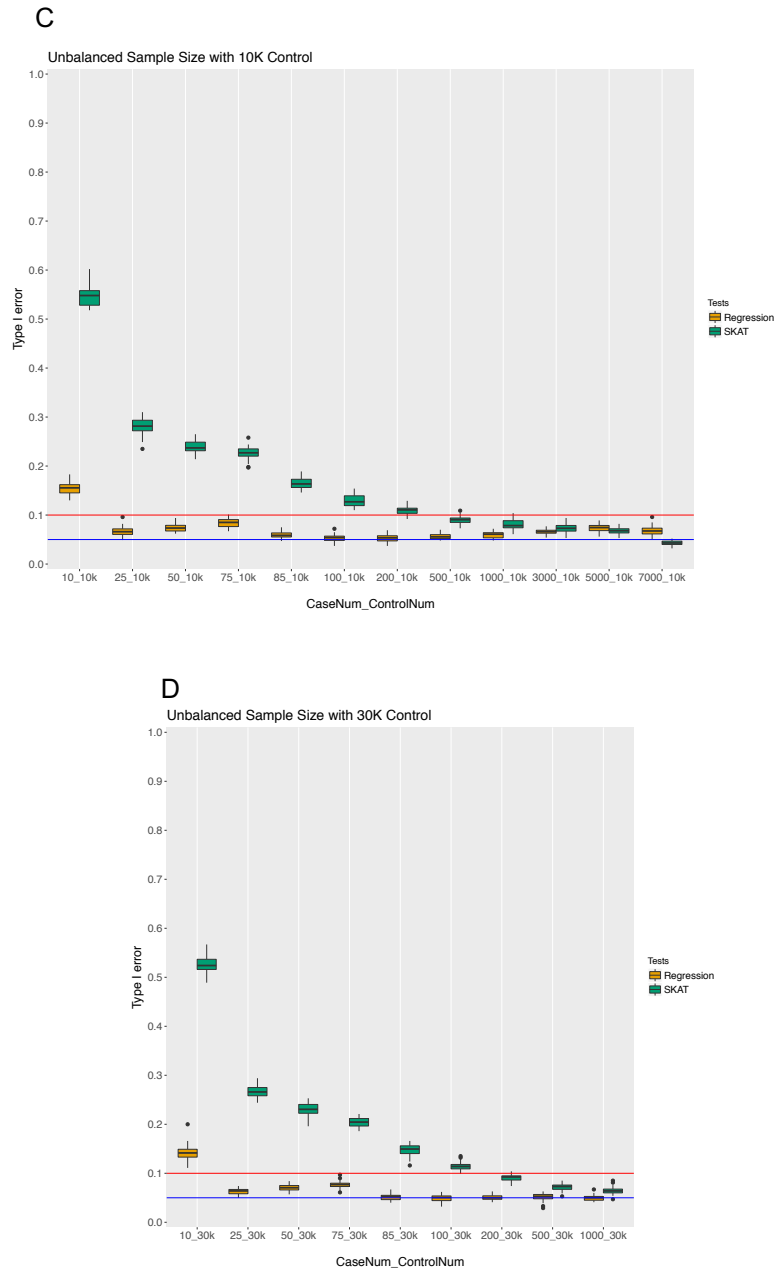 C
Unbalanced Sample Size with 10K Control
1.0
0.9
0.8
0.7
0.6
0.5
0.4
0.3
0.2
0.1
0.0
Type I error
10_10k 25_10k 50_10k 75_10k 85_10k 100_10k 200_10k 500_10k 1000_10k 3000_10k 5000_10k 7000_10k
CaseNum_ControlNum
Tests
Regression
SKAT
D
Unbalanced Sample Size with 30K Control
1.0
0.9
0.8
0.7
0.6
0.5
0.4
0.3
0.2
0.1
0.0
Type I error
10_30k 25_30k 50_30k 75_30k 85_30k 100_30k 200_30k 500_30k 1000_30k
CaseNum_ControlNum
Tests
Regression
SKAT